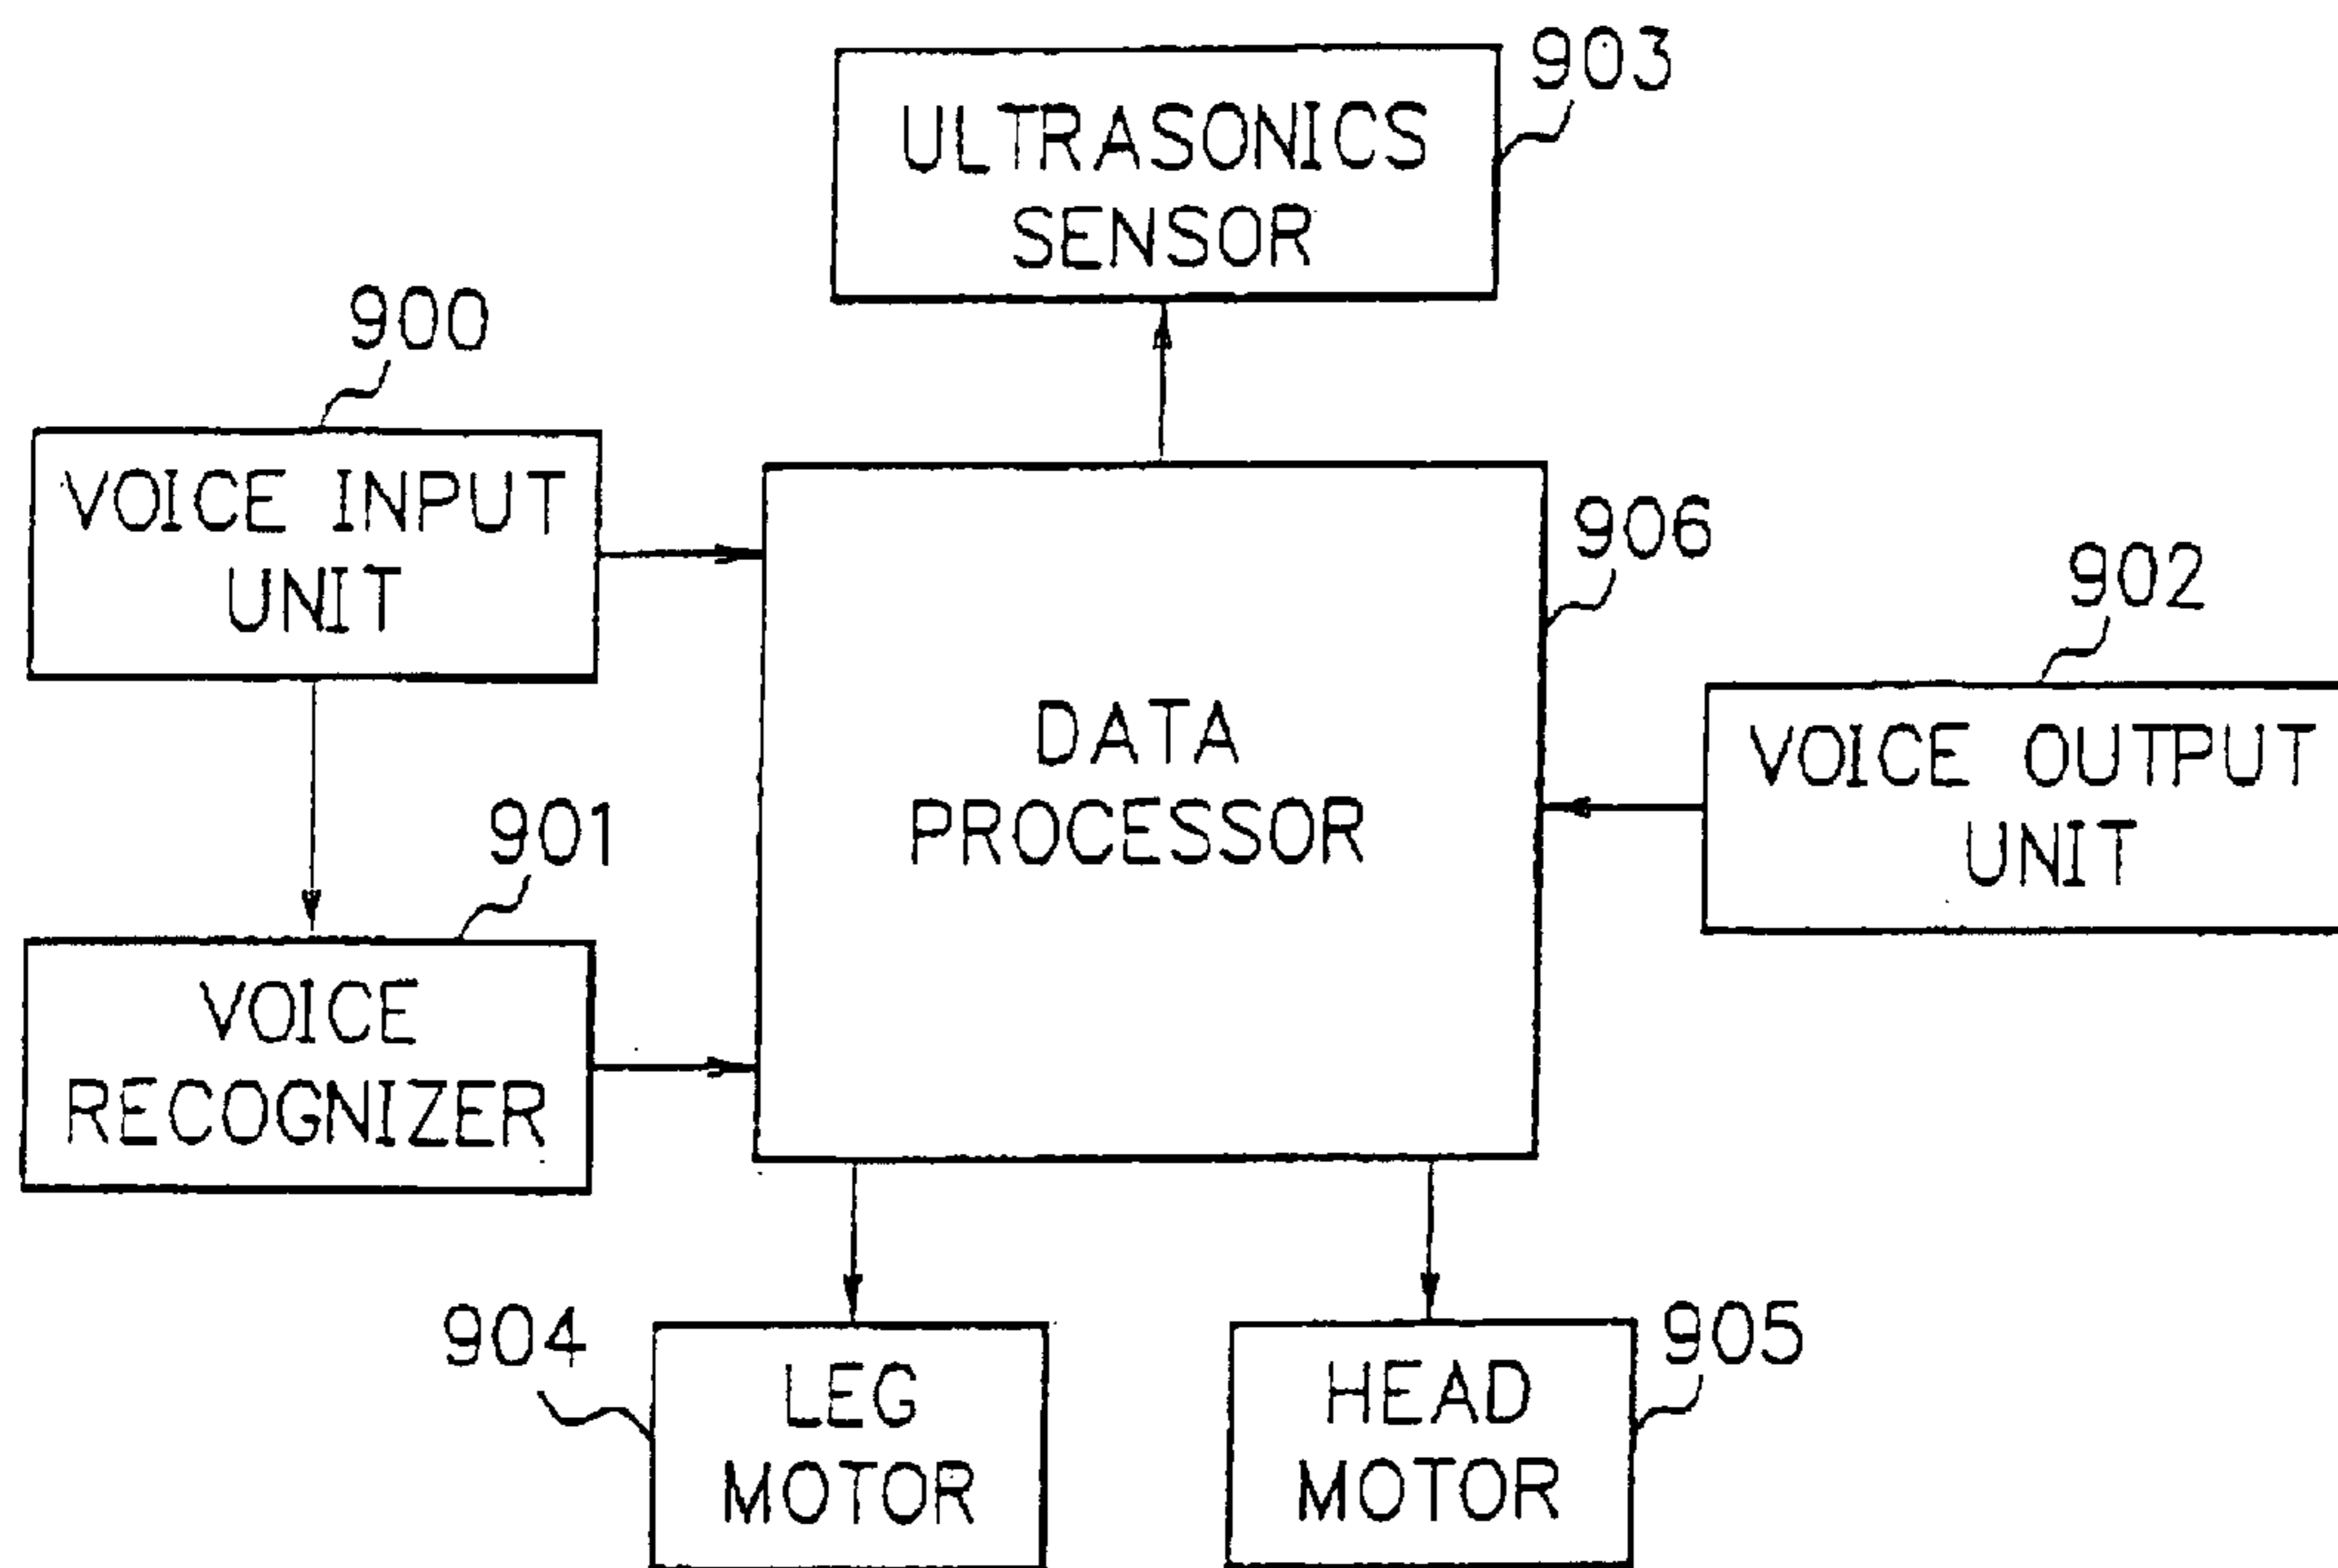 903
ULTRASONICS
SENSOR
900
VOICE INPUT
UNIT
906
902
DATA
PROCESSOR
VOICE OUTPUT
UNIT
901
VOICE
RECOGNIZER
904
LEG
MOTOR
HEAD
MOTOR
905